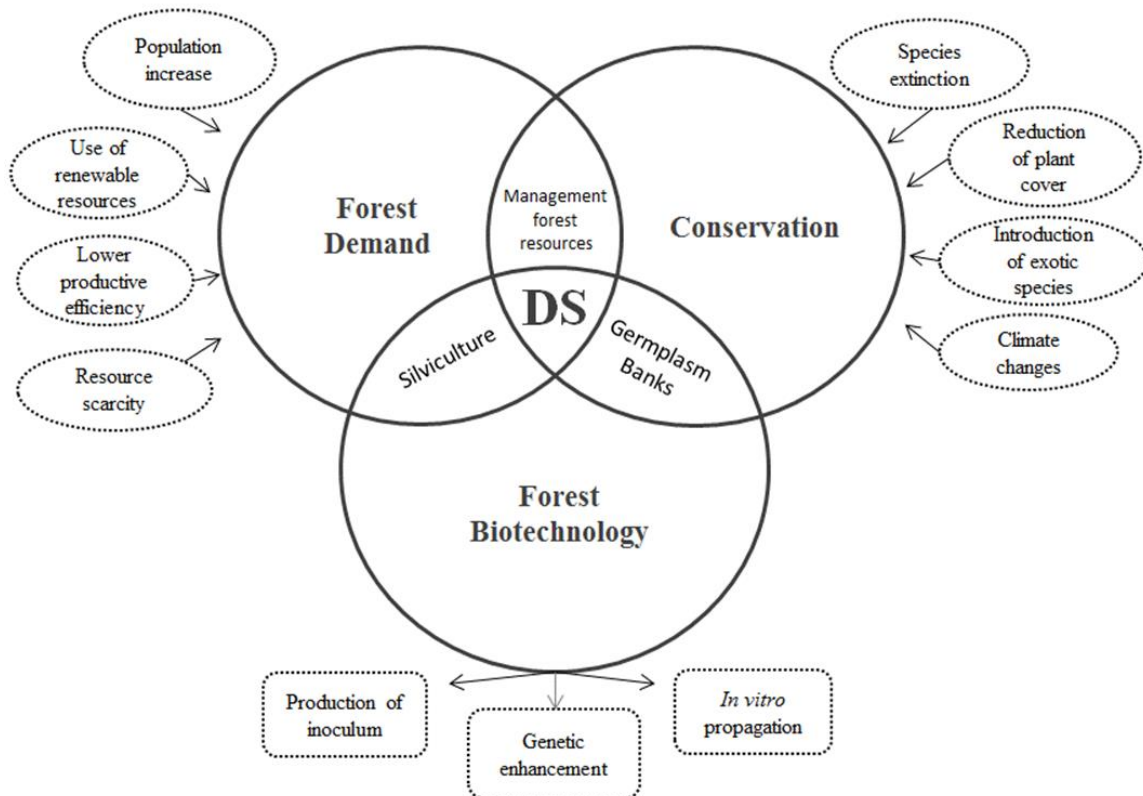 Population
increase
Use of
renewable
resources
Lower
productive
efficiency
Resource
scarcity
Forest
Demand
Management
forest
resources
Conservation
Species
extinction
Reduction
of plant
cover
Introduction
of exotic
species
Climate
changes
DS
Silviculture
Germplasm
Banks
Forest
Biotechnology
Production of
inoculum
Genetic
enhancement
In vitro
propagation